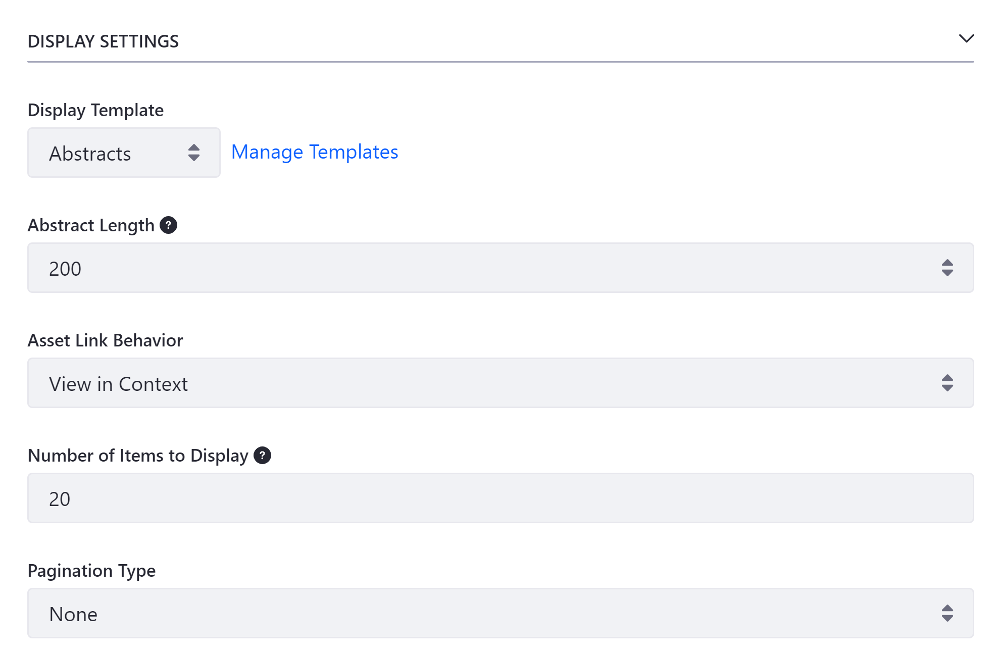 DISPLAY SETTINGS
Display Template
Abstracts
Manage Templates
Abstract Length ?
200
Asset Link Behavior
View in Context
Number of Items to Display ?
20
Pagination Type
None